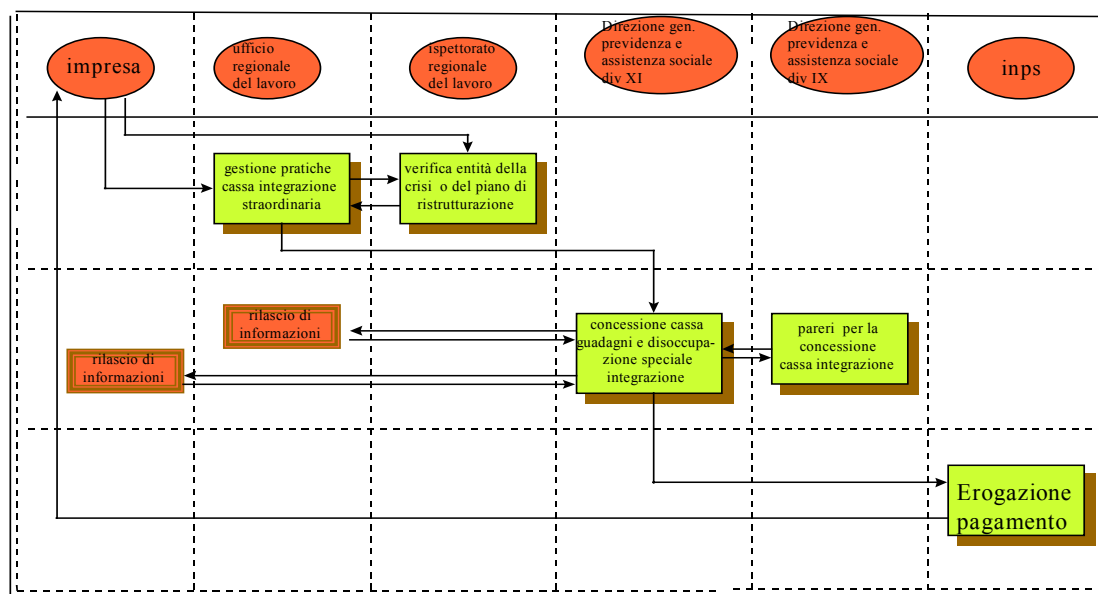 impresa
ufficio
regionale
del lavoro
ispettorato
regionale
del lavoro
Direzione gen.
previdenza e
assistenza sociale
div XI
Direzione gen.
previdenza e
assistenza sociale
div IX
inps
gestione pratiche
cassa integrazione
straordinaria
verifica entità della
crisi o del piano di
ristrutturazione
rilascio di
informazioni
rilascio di
informazioni
concessione cassa
guadagni e disoccupa-
zione speciale
integrazione
pareri per la
concessione
cassa integrazione
Erogazione
pagamento